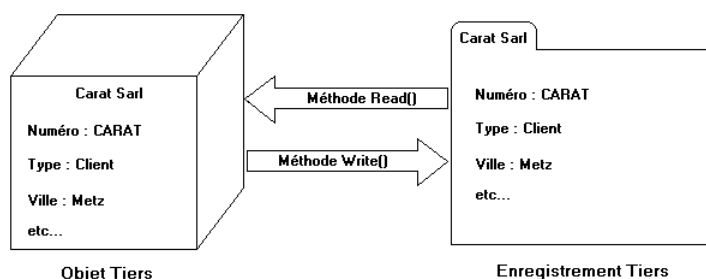 Carat Sarl
Numéro : CARAT
Type : Client
Ville : Metz
etc...
Objet Tiers
Méthode Read()
Méthode Write()
Carat Sarl
Numéro : CARAT
Type : Client
Ville : Metz
etc...
Enregistrement Tiers